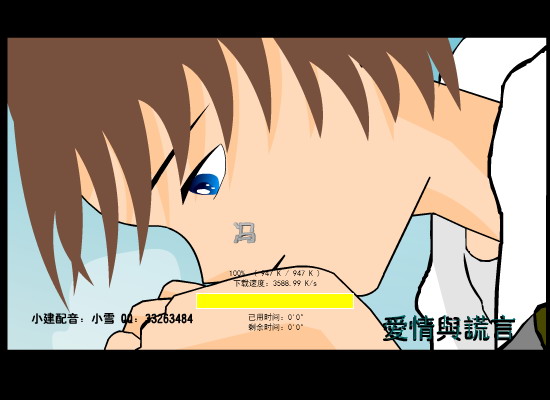 100% ( 947 K / 947 K )
下载速度：3588.99 K/s
已用时间：0'0"
剩余时间：0'0"
小建配音：小雪 QQ：33263484
愛情與謊言